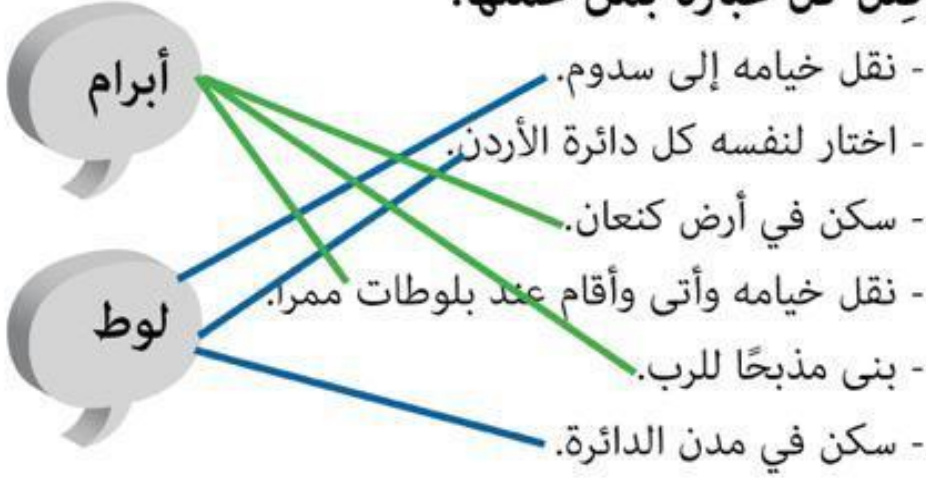 - نقل خيامه إلى سدوم.
- اختار لنفسه كل دائرة الأردن.
- سكن في أرض كنعان.
- نقل خيامه وأتى وأقام عند بلوطات ممرا.
- بنى مذبحًا للرب.
- سكن في مدن الدائرة.
أبرام
لوط